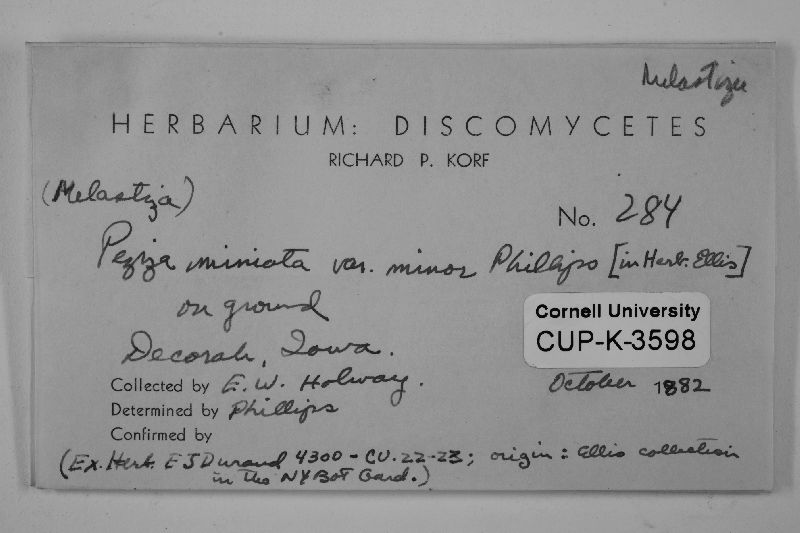 Melastiza
HERBARIUM: DISCOMYCETES
RICHARD P. KORF
(Melastiza)
No. 284
Peziza miniata var. minor Phillips [in Herb. Ellis]
on ground
Cornell University
CUP-K-3598
Decorah, Iowa.
Collected by E. W. Holway. October 1882
Determined by Phillips
Confirmed by
(Ex. Herb. E J Durand 4300 - CU. 22-23; origin: Ellis collection
in the NY Bot Gard.)